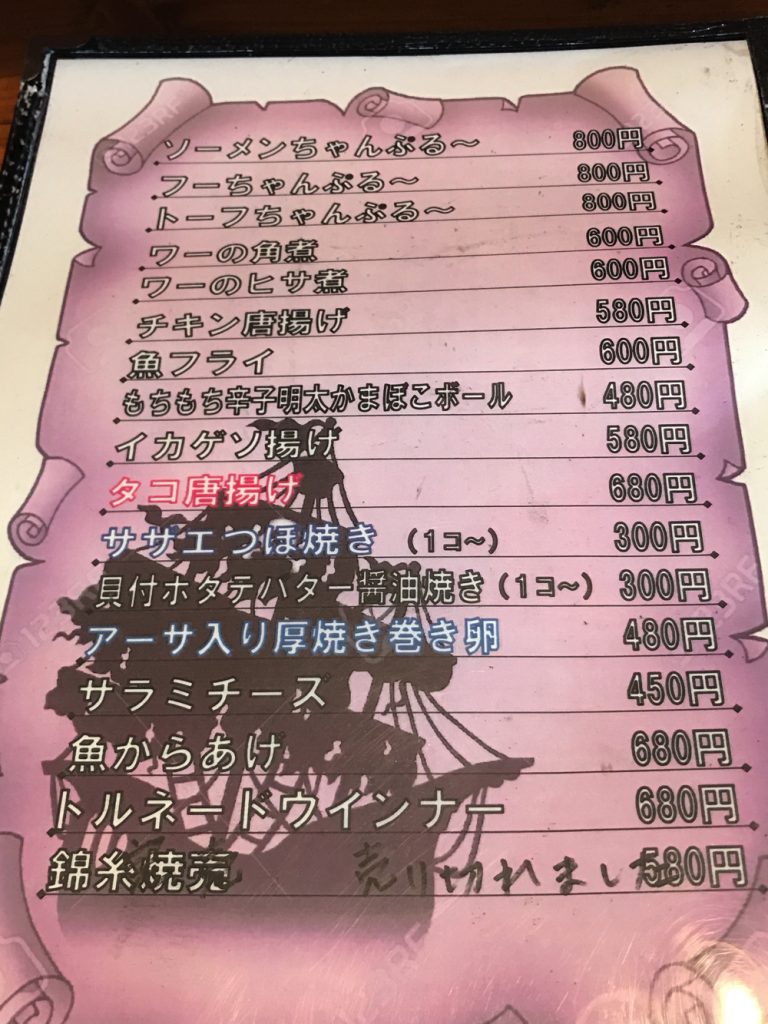 ソーメンちゃんぷる～ 800円
フーちゃんぷる～ 800円
トーフちゃんぷる～ 800円
ワーの角煮 600円
ワーのヒサ煮 600円
チキン唐揚げ 580円
魚フライ 600円
もちもち辛子明太かまぼこボール 480円
イカゲソ揚げ 580円
タコ唐揚げ 680円
サザエつぼ焼き （1コ～） 300円
貝付ホタテバター醤油焼き（1コ～） 300円
アーサ入り厚焼き巻き卵 480円
サラミチーズ 450円
魚からあげ 680円
トルネードウインナー 680円
錦糸焼売 売り切れました 580円